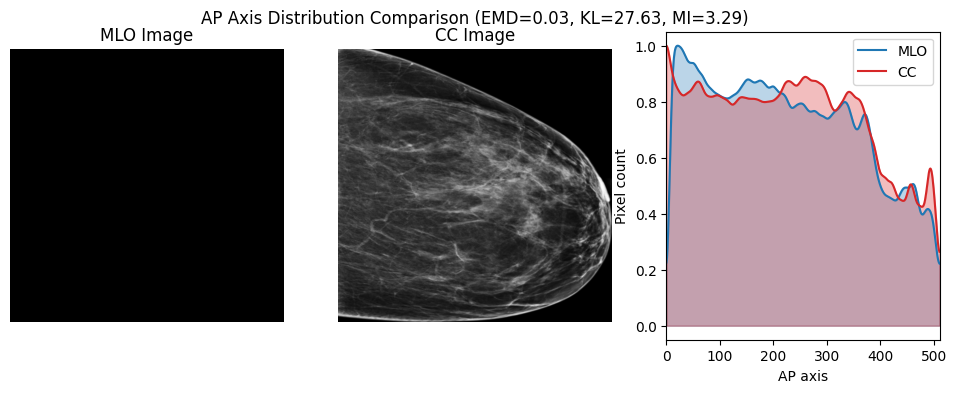 AP Axis Distribution Comparison (EMD=0.03, KL=27.63, MI=3.29)
MLO Image
CC Image
MLO
CC
Pixel count
1.0
0.8
0.6
0.4
0.2
0.0
0 100 200 300 400 500
AP axis